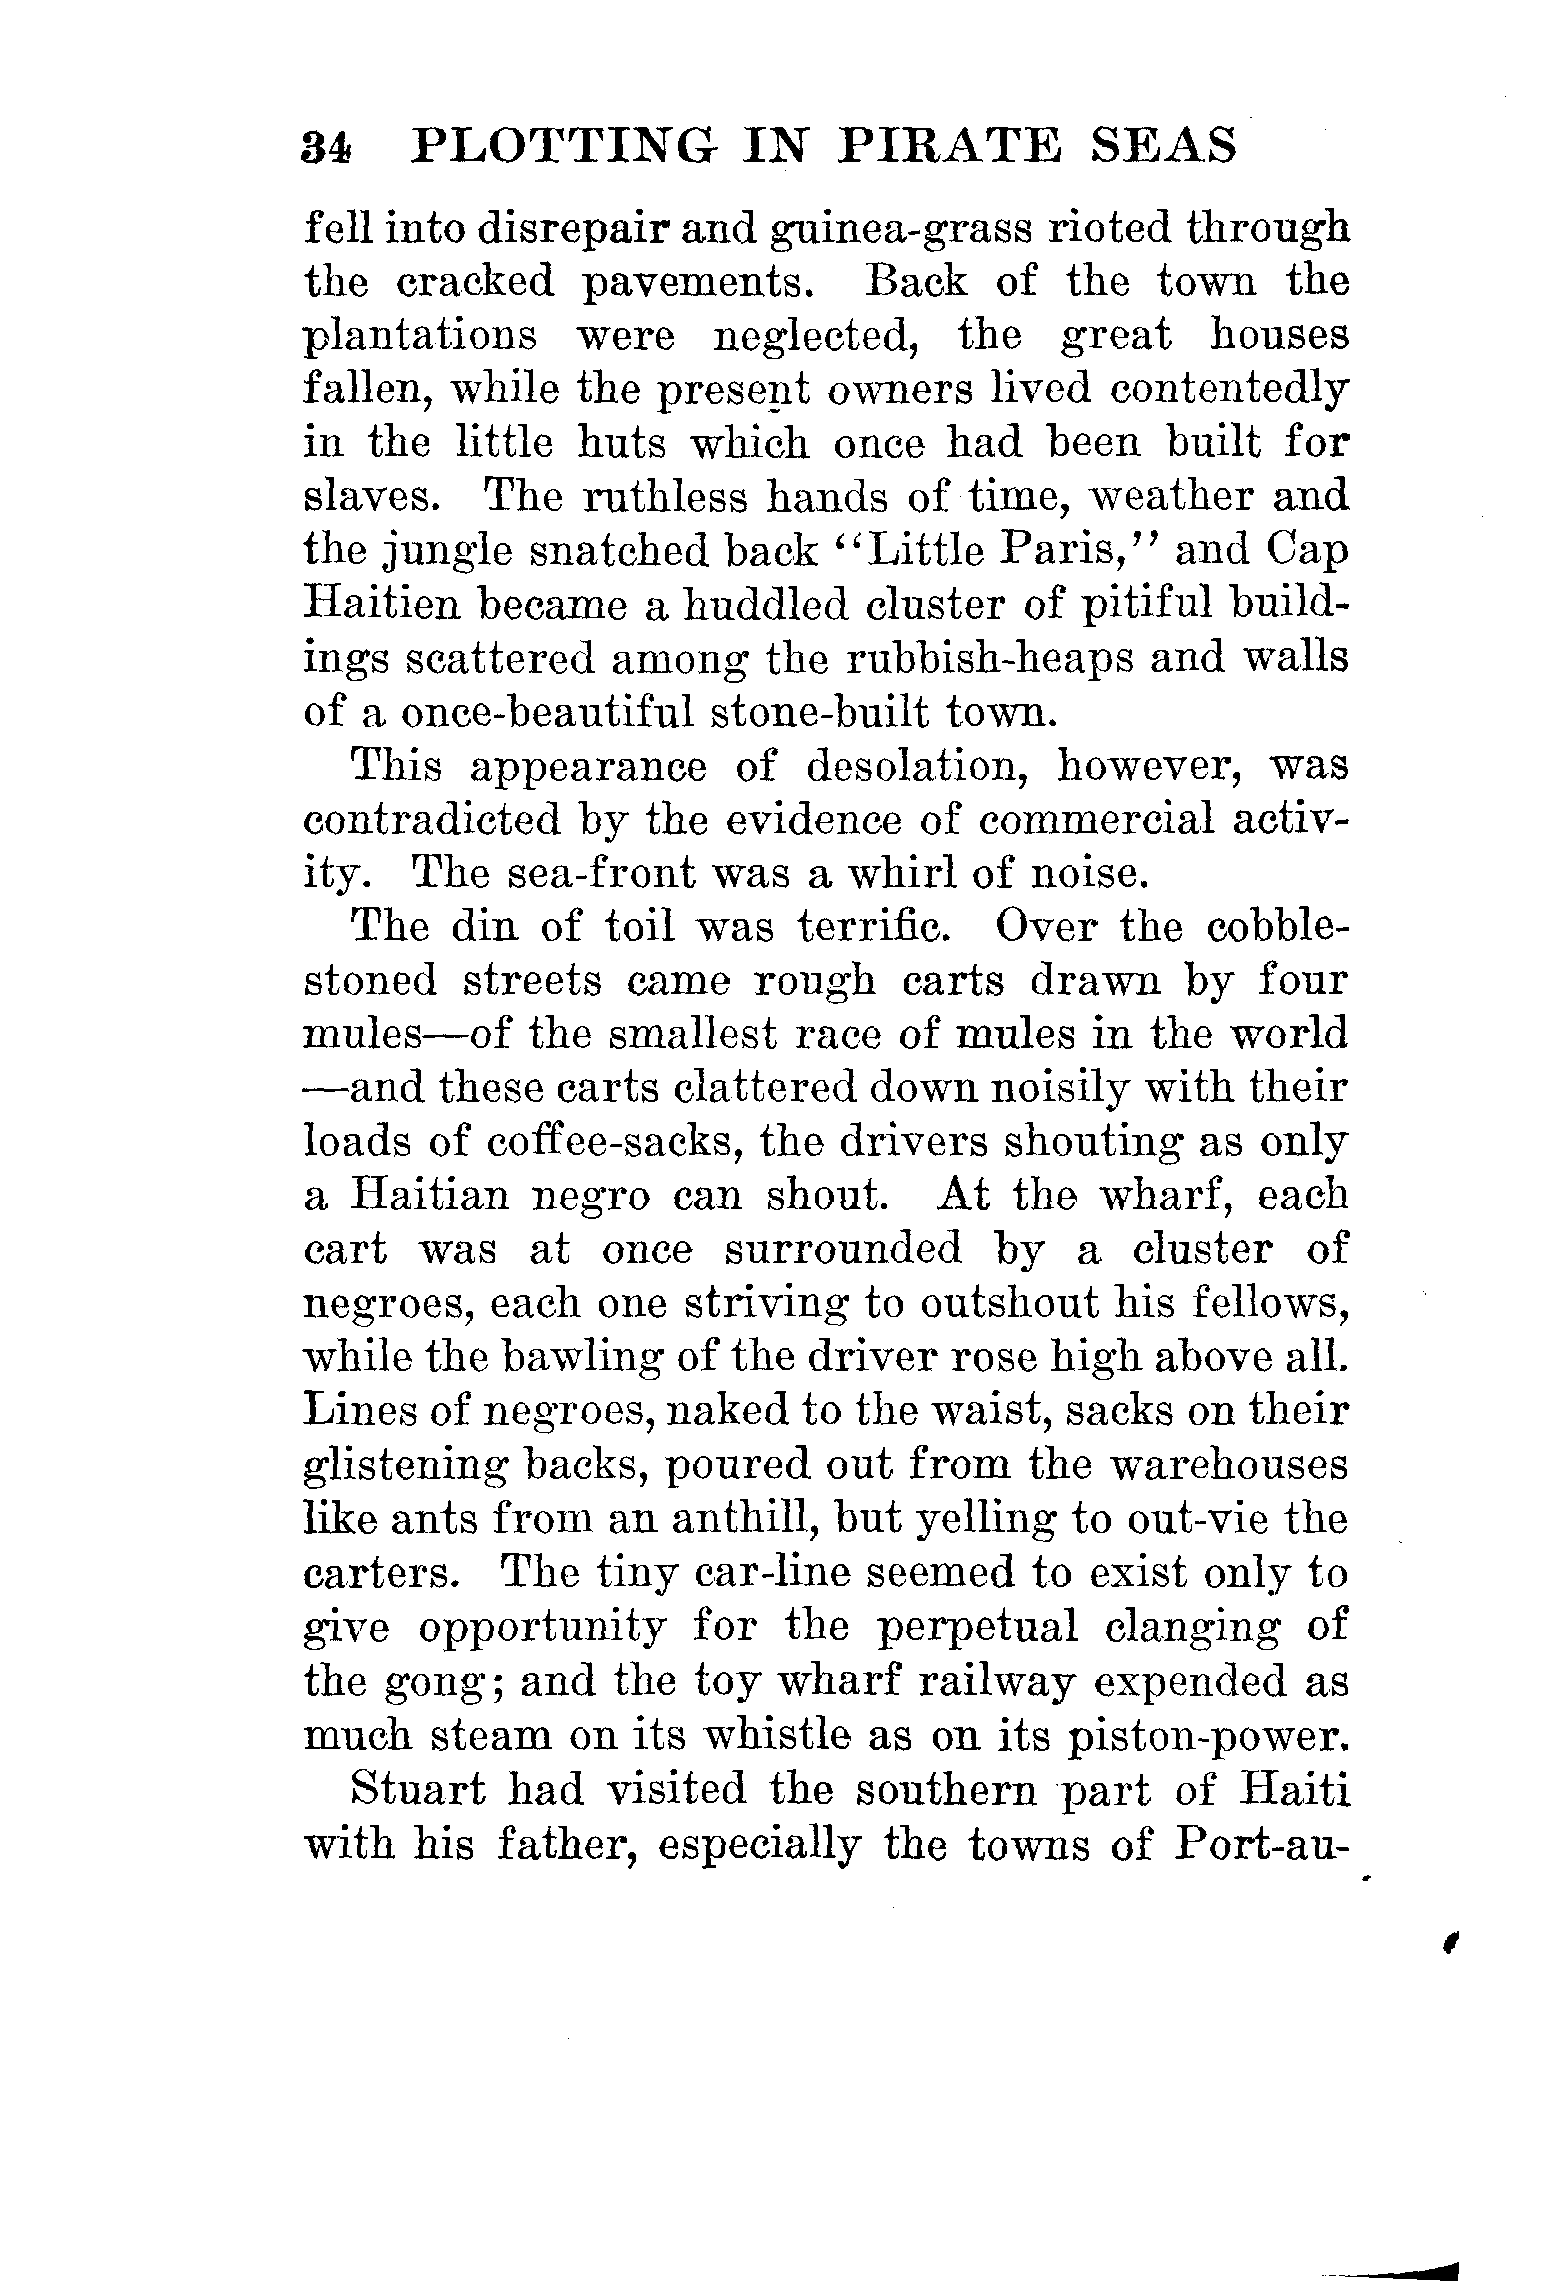 34 PLOTTING IN PIRATE SEAS
fell into disrepair and guinea-grass rioted through
the cracked pavements. Back of the town the
plantations were neglected, the great houses
fallen, while the present owners lived contentedly
in the little huts which once had been built for
slaves. The ruthless hands of time, weather and
the jungle snatched back “Little Paris,” and Cap
Haitien became a huddled cluster of pitiful build-
ings scattered among the rubbish-heaps and walls
of a once-beautiful stone-built town.
This appearance of desolation, however, was
contradicted by the evidence of commercial activ-
ity. The sea-front was a whirl of noise.
The din of toil was terrific. Over the cobble-
stoned streets came rough carts drawn by four
mules—of the smallest race of mules in the world
—and these carts clattered down noisily with their
loads of coffee-sacks, the drivers shouting as only
a Haitian negro can shout. At the wharf, each
cart was at once surrounded by a cluster of
negroes, each one striving to outshout his fellows,
while the bawling of the driver rose high above all.
Lines of negroes, naked to the waist, sacks on their
glistening backs, poured out from the warehouses
like ants from an anthill, but yelling to out-vie the
carters. The tiny car-line seemed to exist only to
give opportunity for the perpetual clanging of
the gong; and the toy wharf railway expended as
much steam on its whistle as on its piston-power.
Stuart had visited the southern part of Haiti
with his father, especially the towns of Port-au-